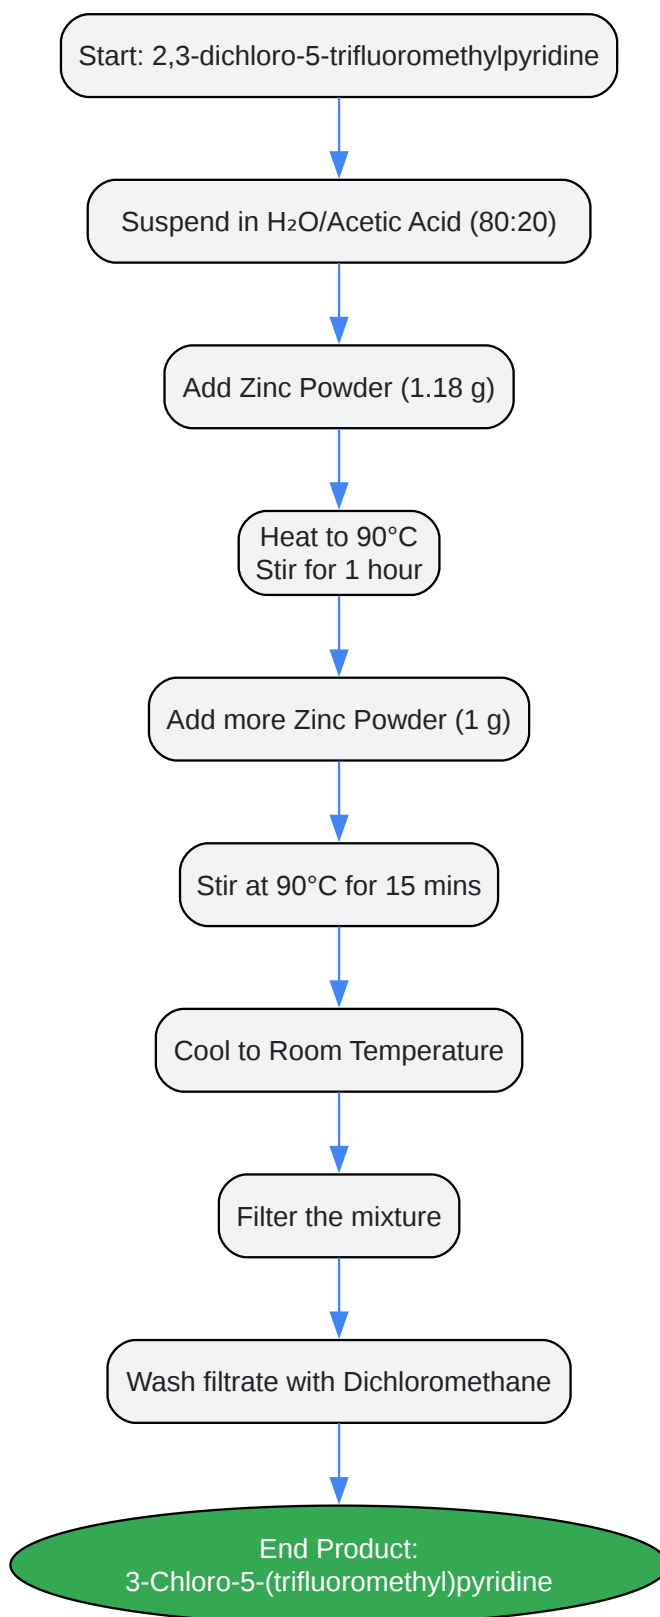 Start: 2,3-dichloro-5-trifluoromethylpyridine
Suspend in H₂O/Acetic Acid (80:20)
Add Zinc Powder (1.18 g)
Heat to 90°C
Stir for 1 hour
Add more Zinc Powder (1 g)
Stir at 90°C for 15 mins
Cool to Room Temperature
Filter the mixture
Wash filtrate with Dichloromethane
End Product:
3-Chloro-5-(trifluoromethyl)pyridine